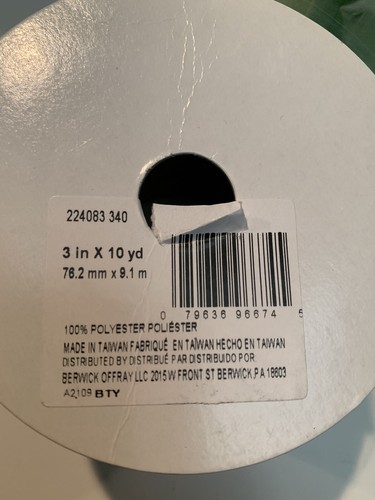 224083 340
3 in X 10 yd
76.2 mm x 9.1 m
0 79636 96674 5
100% POLYESTER POLIÉSTER
MADE IN TAIWAN FABRIQUÉ EN TAÏWAN HECHO EN TAIWAN
DISTRIBUTED BY DISTRIBUÉ PAR DISTRIBUIDO POR
BERWICK OFFRAY LLC 2015 W FRONT ST BERWICK, PA 18603
A2109 BTY